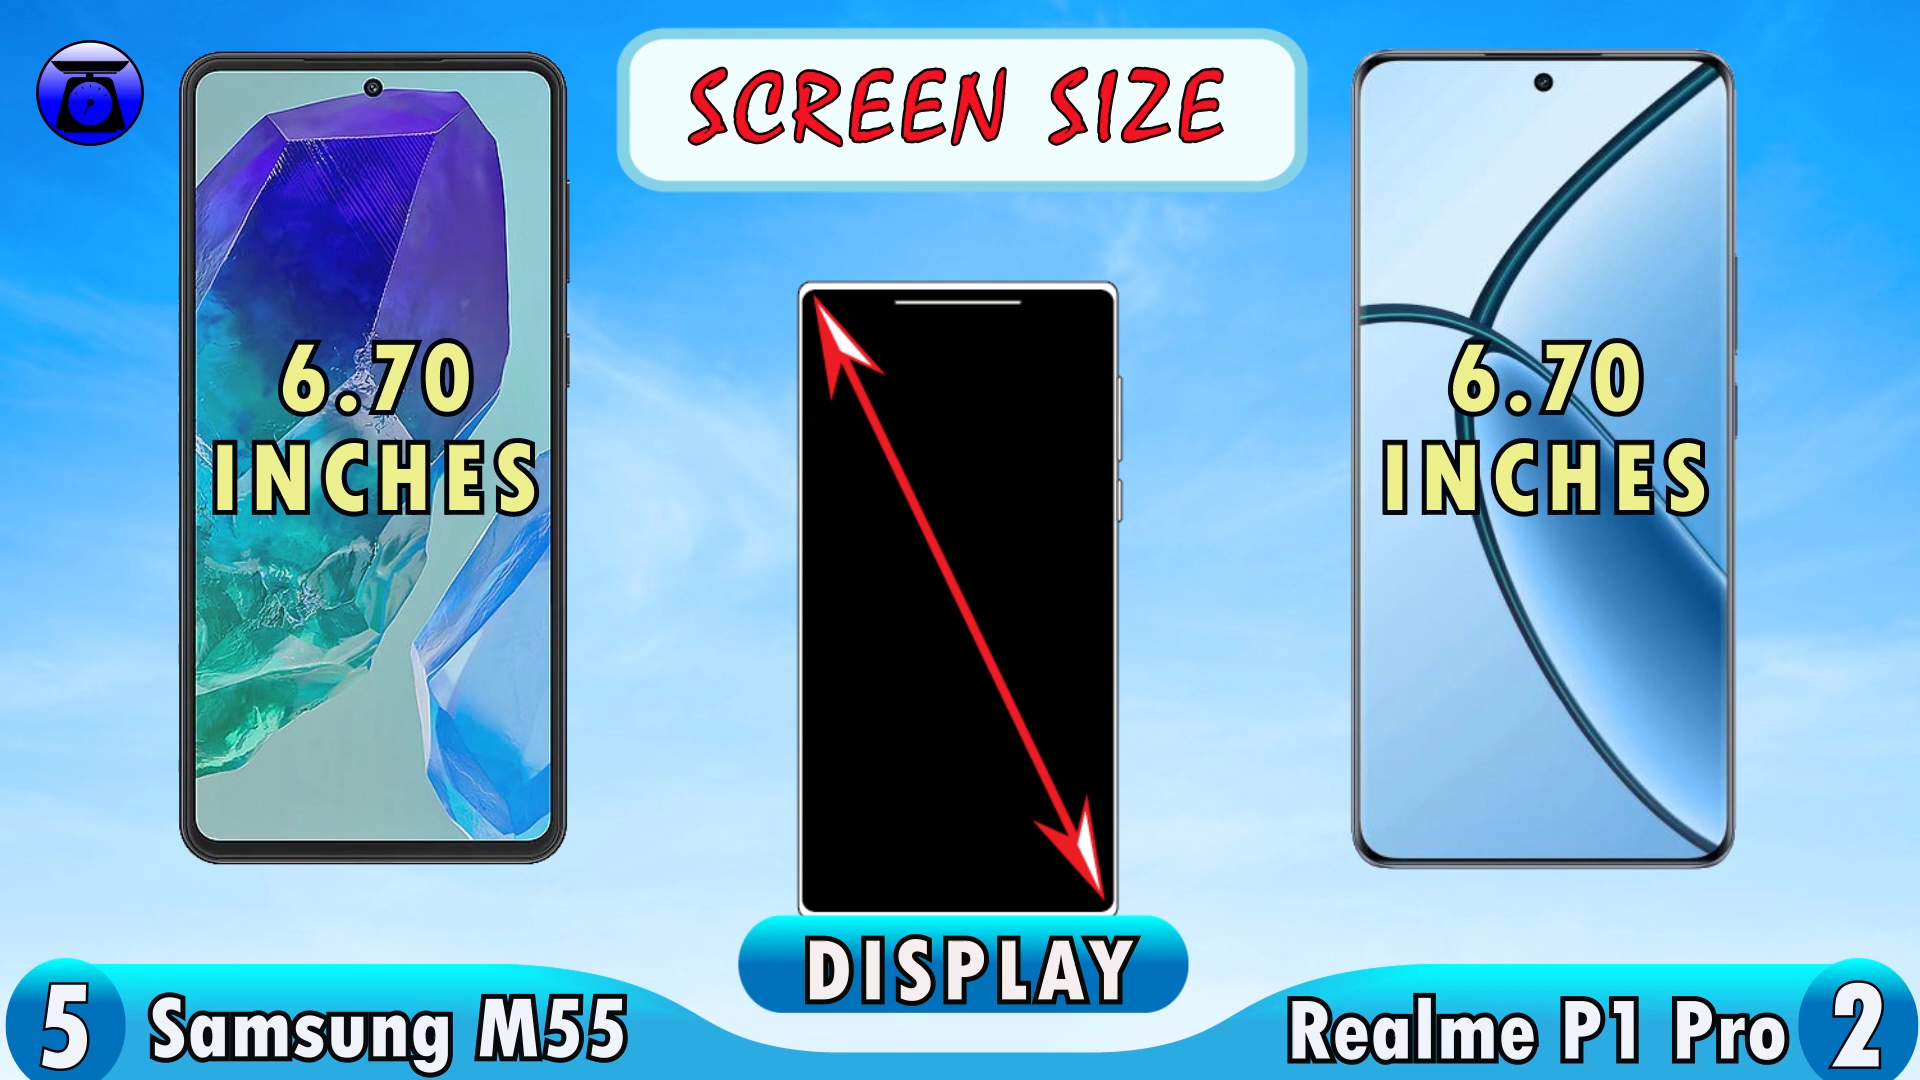 SCREEN SIZE
6.70
INCHES
6.70
INCHES
DISPLAY
5 Samsung M55
Realme P1 Pro 2